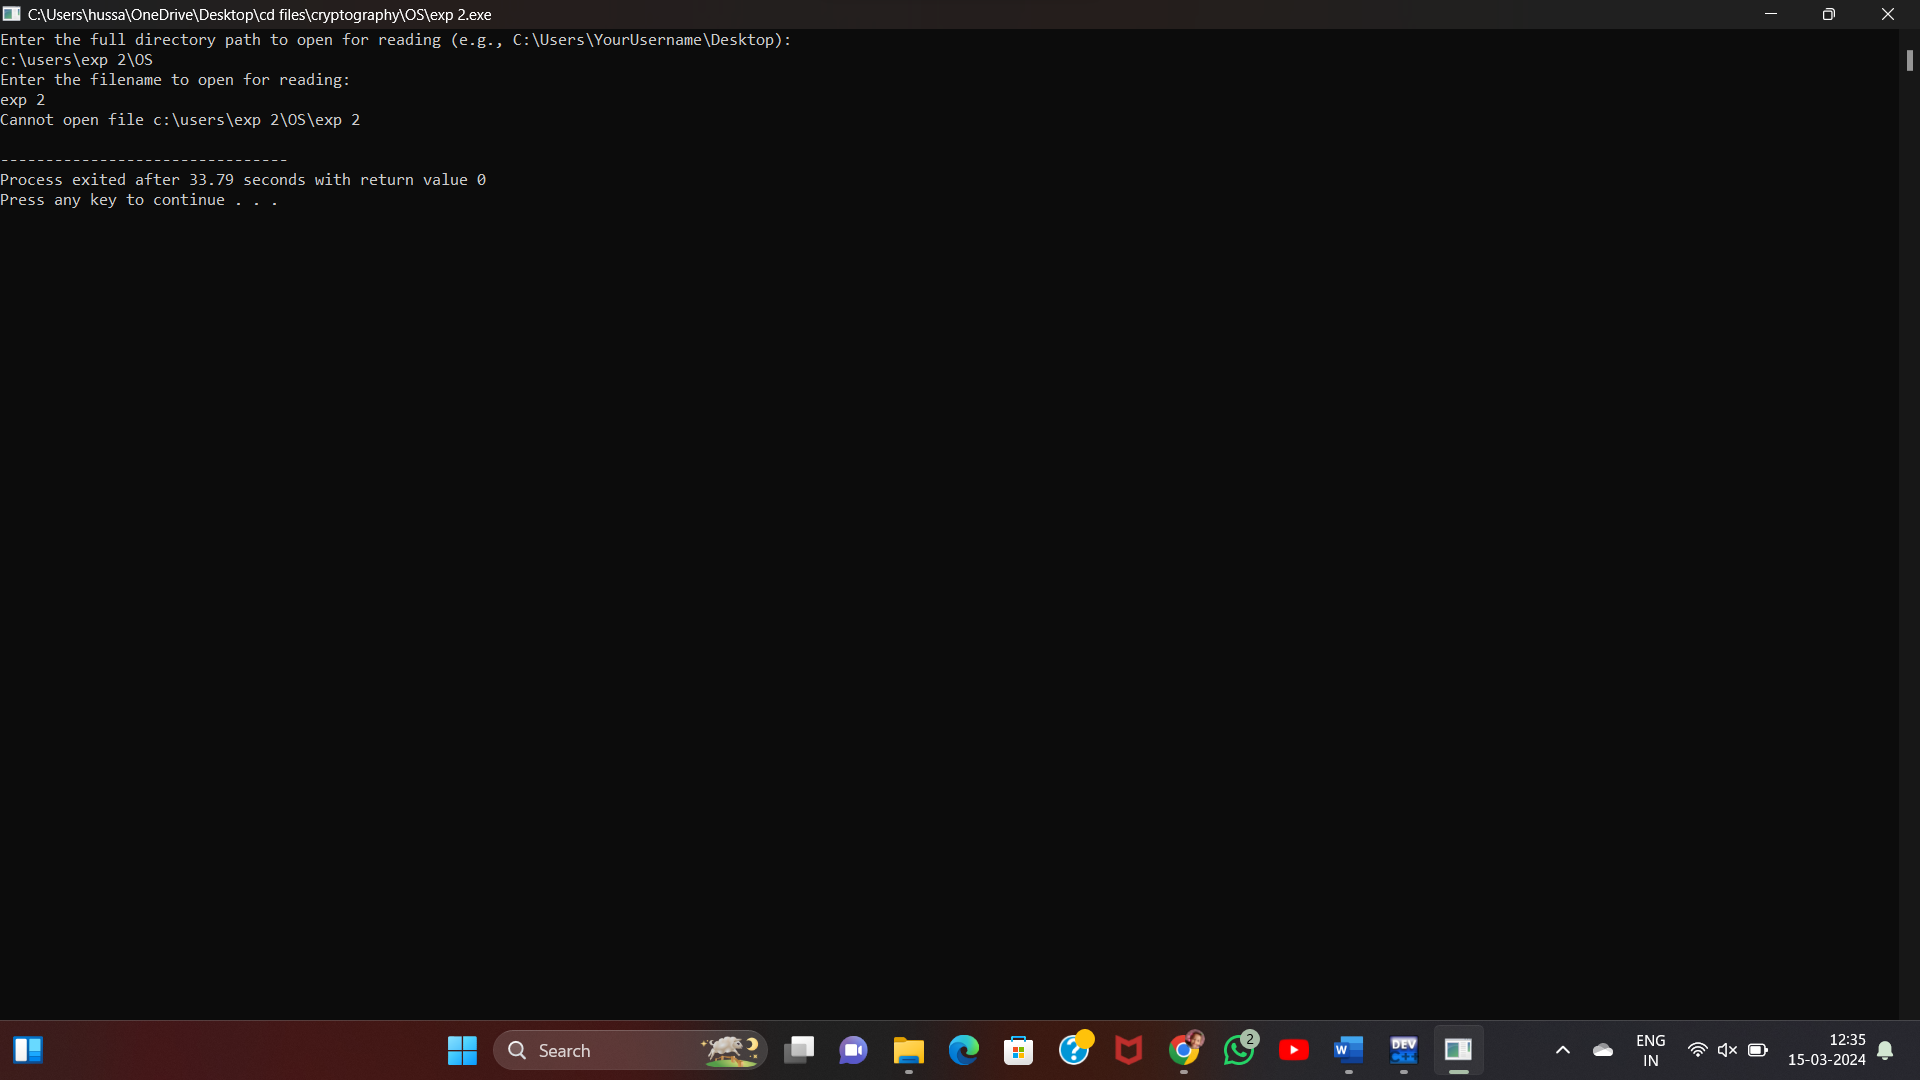 C:\Users\hussa\OneDrive\Desktop\cd files\cryptography\OS\exp 2.exe
Enter the full directory path to open for reading (e.g., C:\Users\YourUsername\Desktop):
c:\users\exp 2\OS
Enter the filename to open for reading:
exp 2
Cannot open file c:\users\exp 2\OS\exp 2
--------------------------------
Process exited after 33.79 seconds with return value 0
Press any key to continue . . .
Search
2
W
DEV
C++
ENG
IN
12:35
15-03-2024